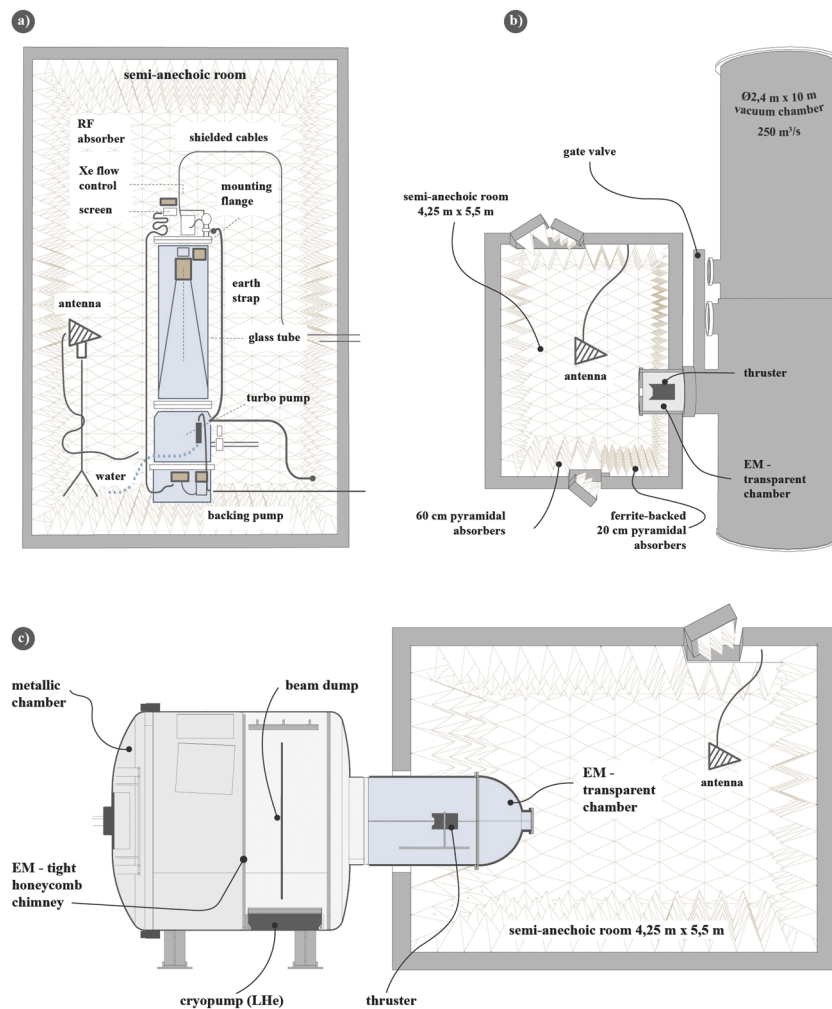 a)
semi-anechoic room
RF
absorber
shielded cables
Xe flow
control
mounting
flange
screen
earth
strap
antenna
glass tube
turbo pump
water
backing pump
b)
Ø2,4 m x 10 m
vacuum chamber
250 m³/s
gate valve
semi-anechoic room
4,25 m x 5,5 m
antenna
thruster
EM -
transparent
chamber
60 cm pyramidal
absorbers
ferrite-backed
20 cm pyramidal
absorbers
c)
metallic
chamber
beam dump
EM -
transparent
chamber
antenna
EM - tight
honeycomb
chimney
semi-anechoic room 4,25 m x 5,5 m
cryopump (LHe)
thruster